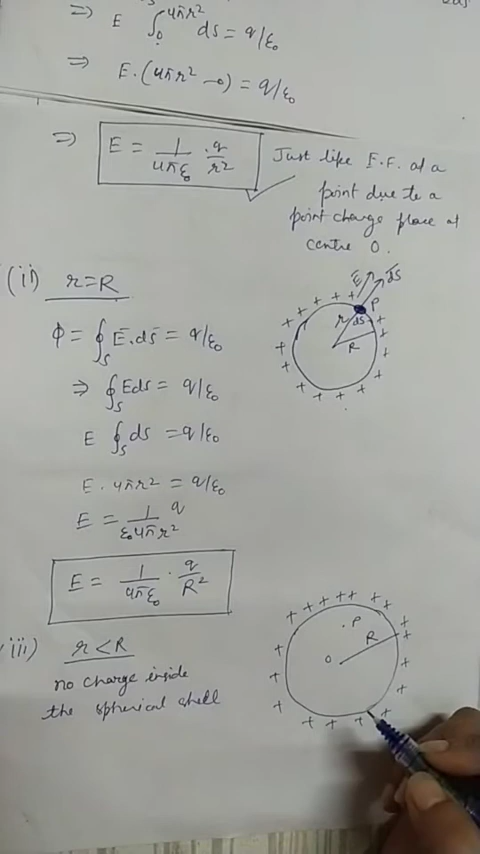 ⇒ E ∫₀^4πr² ds = q/ε₀
⇒ E.(4πr² - 0) = q/ε₀
⇒ E = 1/4πε₀ . q/r²
Just like E.F. at a
point due to a
point charge place at
centre O.
(ii) r=R
ϕ = ∮S E̅.ds̅ = q/ε₀
⇒ ∮S Eds = q/ε₀
E ∮S ds = q/ε₀
E. 4πr² = q/ε₀
E = 1/ε₀4πr² q
E = 1/4πε₀ . q/R²
E̅ ds̅
P
r ds
R
iii) r<R
no charge inside
the spherical shell
P
R
O